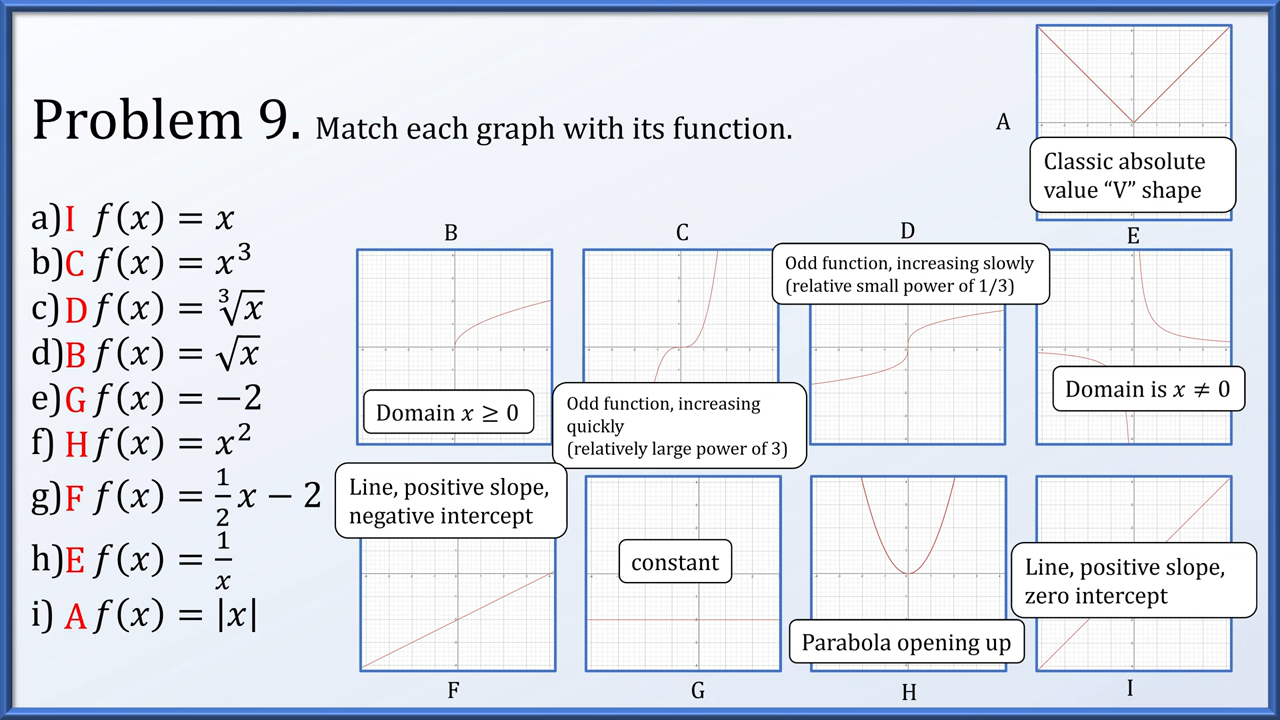 A
Problem 9. Match each graph with its function.
Classic absolute
value “V” shape
a)I f(x) = x
b)C f(x) = x³
c)D f(x) = ∛x
d)B f(x) = √x
e)G f(x) = −2
f)H f(x) = x²
g)F f(x) = 1/2 x − 2
h)E f(x) = 1/x
i) A f(x) = |x|
B
C
D
E
Odd function, increasing slowly
(relative small power of 1/3)
Domain x ≥ 0
Odd function, increasing
quickly
(relatively large power of 3)
Domain is x ≠ 0
Line, positive slope,
negative intercept
constant
Parabola opening up
Line, positive slope,
zero intercept
F
G
H
I